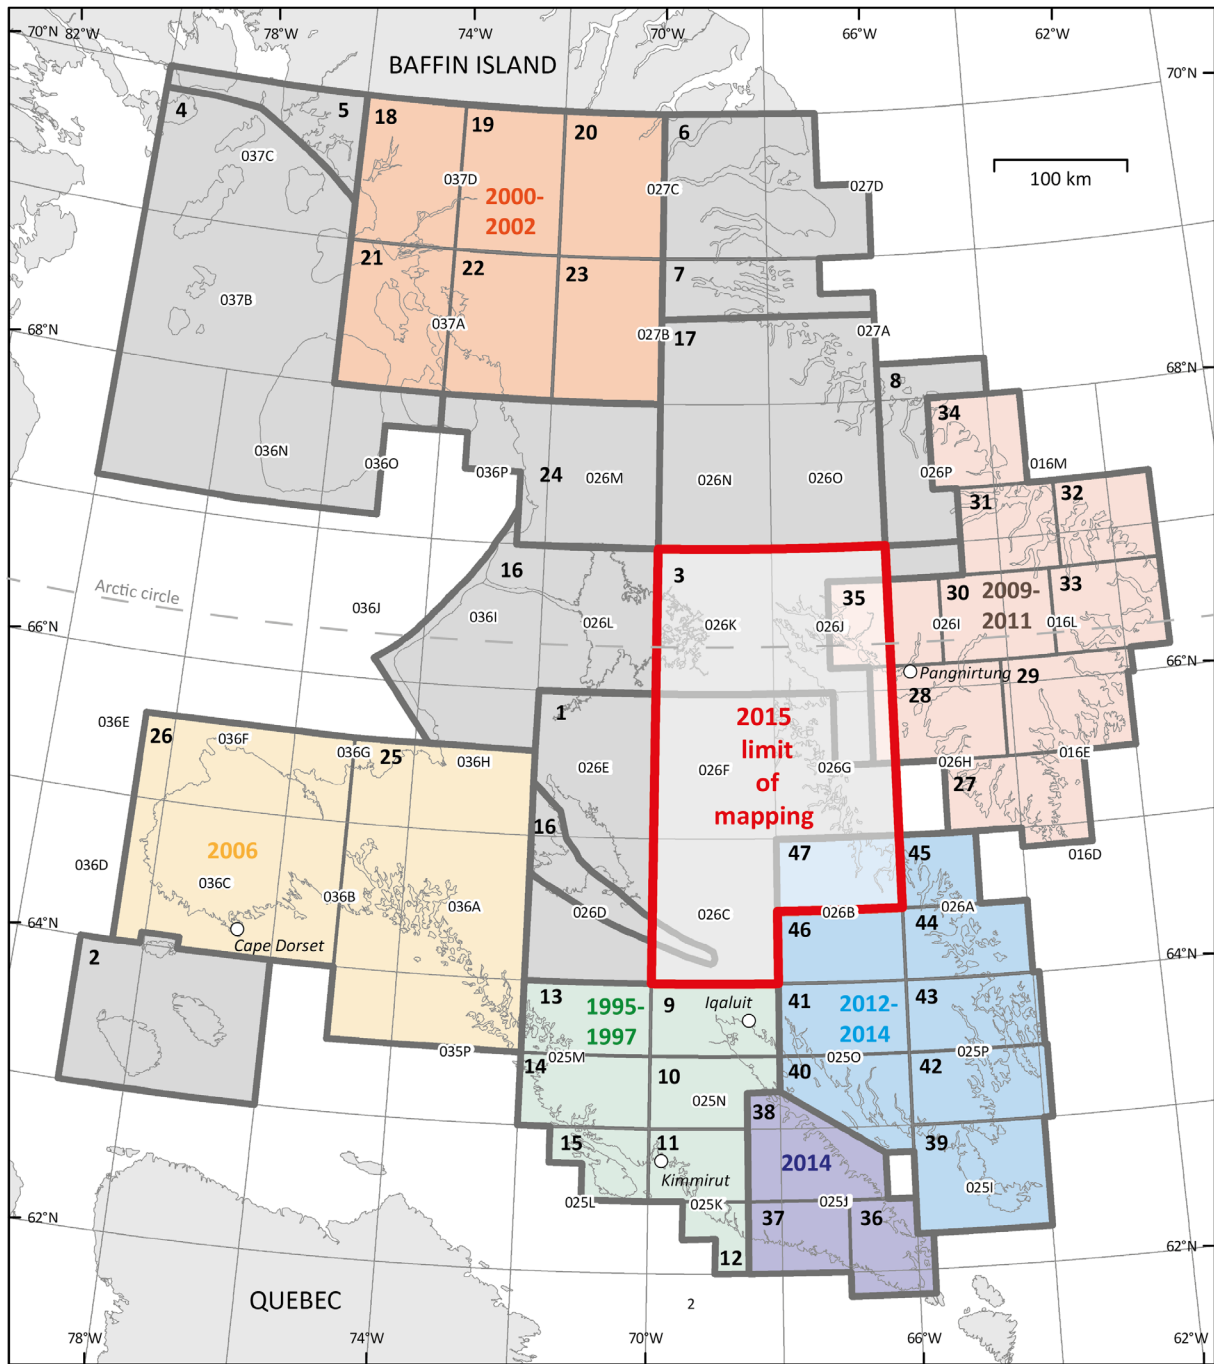 82°W
78°W
74°W
70°W
66°W
62°W
70°N
70°N
BAFFIN ISLAND
4
5
18
19
20
6
037C
037D
027C
027D
2000-
2002
100 km
21
22
23
7
037B
037A
027B
027A
17
68°N
68°N
8
34
036N
036O
036P
24
026M
026N
026O
026P
016M
31
32
16
3
35
30
2009-
2011
33
Arctic circle
036J
036I
026L
026K
026J
026I
016L
66°N
66°N
Pangnirtung
28
29
036E
26
036F
036G
25
036H
1
026E
026F
026G
026H
016E
2015
limit
of
mapping
27
16
47
45
016D
036D
2006
036C
036B
036A
026D
026C
026B
026A
64°N
64°N
Cape Dorset
46
44
2
13
1995-
1997
9
Iqaluit
41
2012-
2014
43
035P
025M
14
025O
025P
10
025N
40
42
38
15
11
39
Kimmirut
2014
025L
025K
025J
025I
37
36
62°N
62°N
12
QUEBEC
2
78°W
74°W
70°W
66°W
62°W